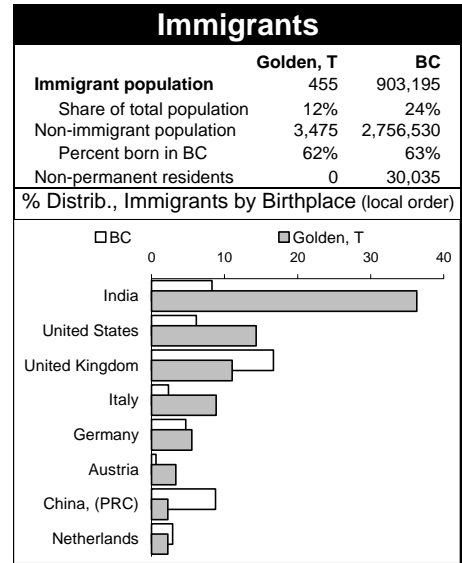 Immigrants
Golden, T BC
Immigrant population 455 903,195
Share of total population 12% 24%
Non-immigrant population 3,475 2,756,530
Percent born in BC 62% 63%
Non-permanent residents 0 30,035
% Distrib., Immigrants by Birthplace (local order)
BC Golden, T
0 10 20 30 40
India
United States
United Kingdom
Italy
Germany
Austria
China, (PRC)
Netherlands